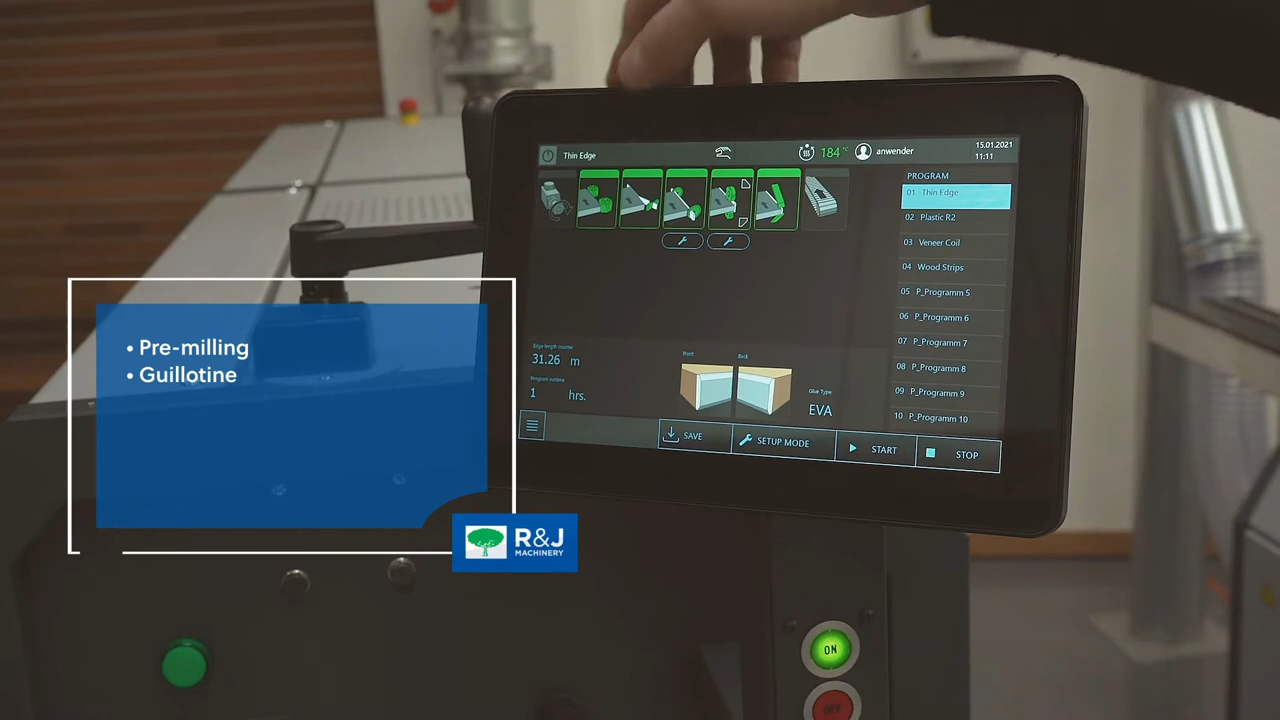 Thin Edge
184 °C
anwender
15.01.2021
11:11
PROGRAM
01 Thin Edge
02 Plastic R2
03 Veneer Coil
04 Wood Strips
05 P_Programm 5
06 P_Programm 6
07 P_Programm 7
08 P_Programm 8
09 P_Programm 9
10 P_Programm 10
Edge length counter
31.26 m
Program runtime
1 hrs.
Front
Back
Glue Type
EVA
SAVE
SETUP MODE
START
STOP
• Pre-milling
• Guillotine
R&J
MACHINERY
ON
OFF